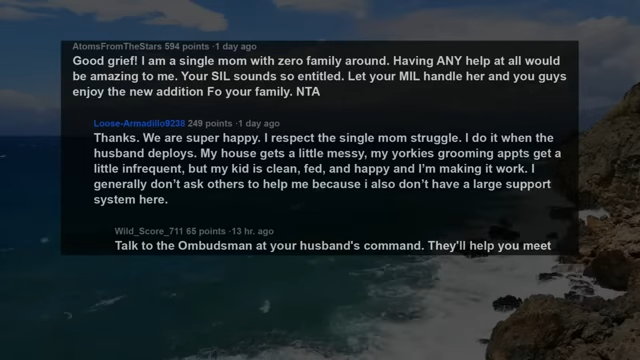 AtomsFromTheStars 594 points ·1 day ago
Good grief! I am a single mom with zero family around. Having ANY help at all would
be amazing to me. Your SIL sounds so entitled. Let your MIL handle her and you guys
enjoy the new addition Fo your family. NTA
Loose-Armadillo9238 249 points ·1 day ago
Thanks. We are super happy. I respect the single mom struggle. I do it when the
husband deploys. My house gets a little messy, my yorkies grooming appts get a
little infrequent, but my kid is clean, fed, and happy and I'm making it work. I
generally don't ask others to help me because i also don't have a large support
system here.
Wild_Score_711 65 points ·13 hr. ago
Talk to the Ombudsman at your husband's command. They'll help you meet